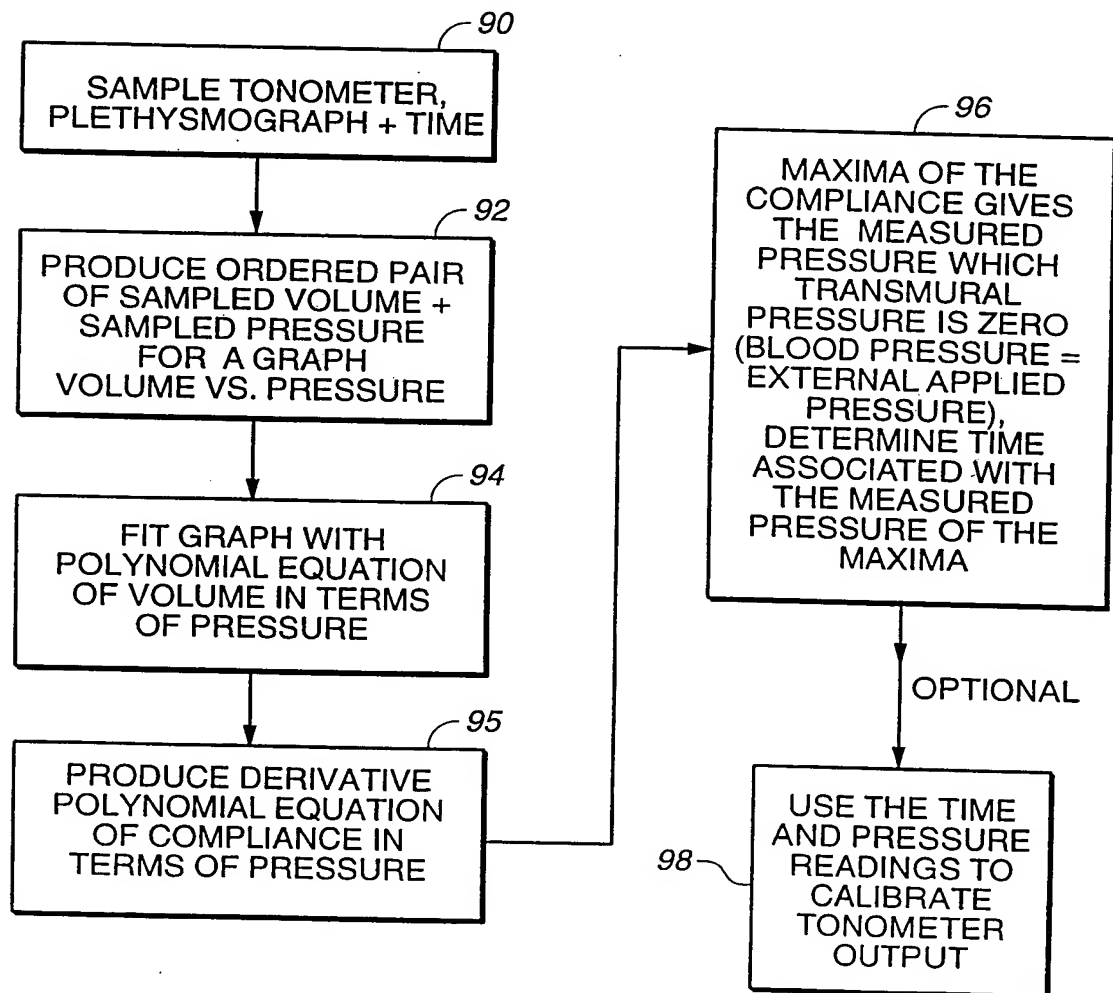 90
SAMPLE TONOMETER,
PLETHYSMOGRAPH + TIME
92
PRODUCE ORDERED PAIR
OF SAMPLED VOLUME +
SAMPLED PRESSURE
FOR A GRAPH
VOLUME VS. PRESSURE
94
FIT GRAPH WITH
POLYNOMIAL EQUATION
OF VOLUME IN TERMS
OF PRESSURE
95
PRODUCE DERIVATIVE
POLYNOMIAL EQUATION
OF COMPLIANCE IN
TERMS OF PRESSURE
96
MAXIMA OF THE
COMPLIANCE GIVES
THE MEASURED
PRESSURE WHICH
TRANSMURAL
PRESSURE IS ZERO
(BLOOD PRESSURE =
EXTERNAL APPLIED
PRESSURE),
DETERMINE TIME
ASSOCIATED WITH
THE MEASURED
PRESSURE OF THE
MAXIMA
OPTIONAL
98
USE THE TIME
AND PRESSURE
READINGS TO
CALIBRATE
TONOMETER
OUTPUT